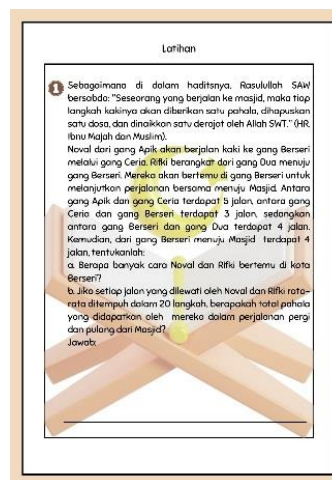 Latihan
1 Sebagaimana di dalam haditsnya, Rasulullah SAW
bersabda: "Seseorang yang berjalan ke masjid, maka tiap
langkah kakinya akan diberikan satu pahala, dihapuskan
satu dosa, dan dinaikkan satu derajat oleh Allah SWT." (HR.
Ibnu Majah dan Muslim).
Noval dari gang Apik akan berjalan kaki ke gang Berseri
melalui gang Ceria. Rifki berangkat dari gang Dua menuju
gang Berseri. Mereka akan bertemu di gang Berseri untuk
melanjutkan perjalanan bersama menuju Masjid. Antara
gang Apik dan gang Ceria terdapat 5 jalan, antara gang
Ceria dan gang Berseri terdapat 3 jalan, sedangkan
antara gang Berseri dan gang Dua terdapat 4 jalan.
Kemudian, dari gang Berseri menuju Masjid terdapat 4
jalan, tentukanlah:
a. Berapa banyak cara Noval dan Rifki bertemu di kota
Berseri?
b. Jika setiap jalan yang dilewati oleh Noval dan Rifki rata-
rata ditempuh dalam 20 langkah, berapakah total pahala
yang didapatkan oleh mereka dalam perjalanan pergi
dan pulang dari Masjid?
Jawab: